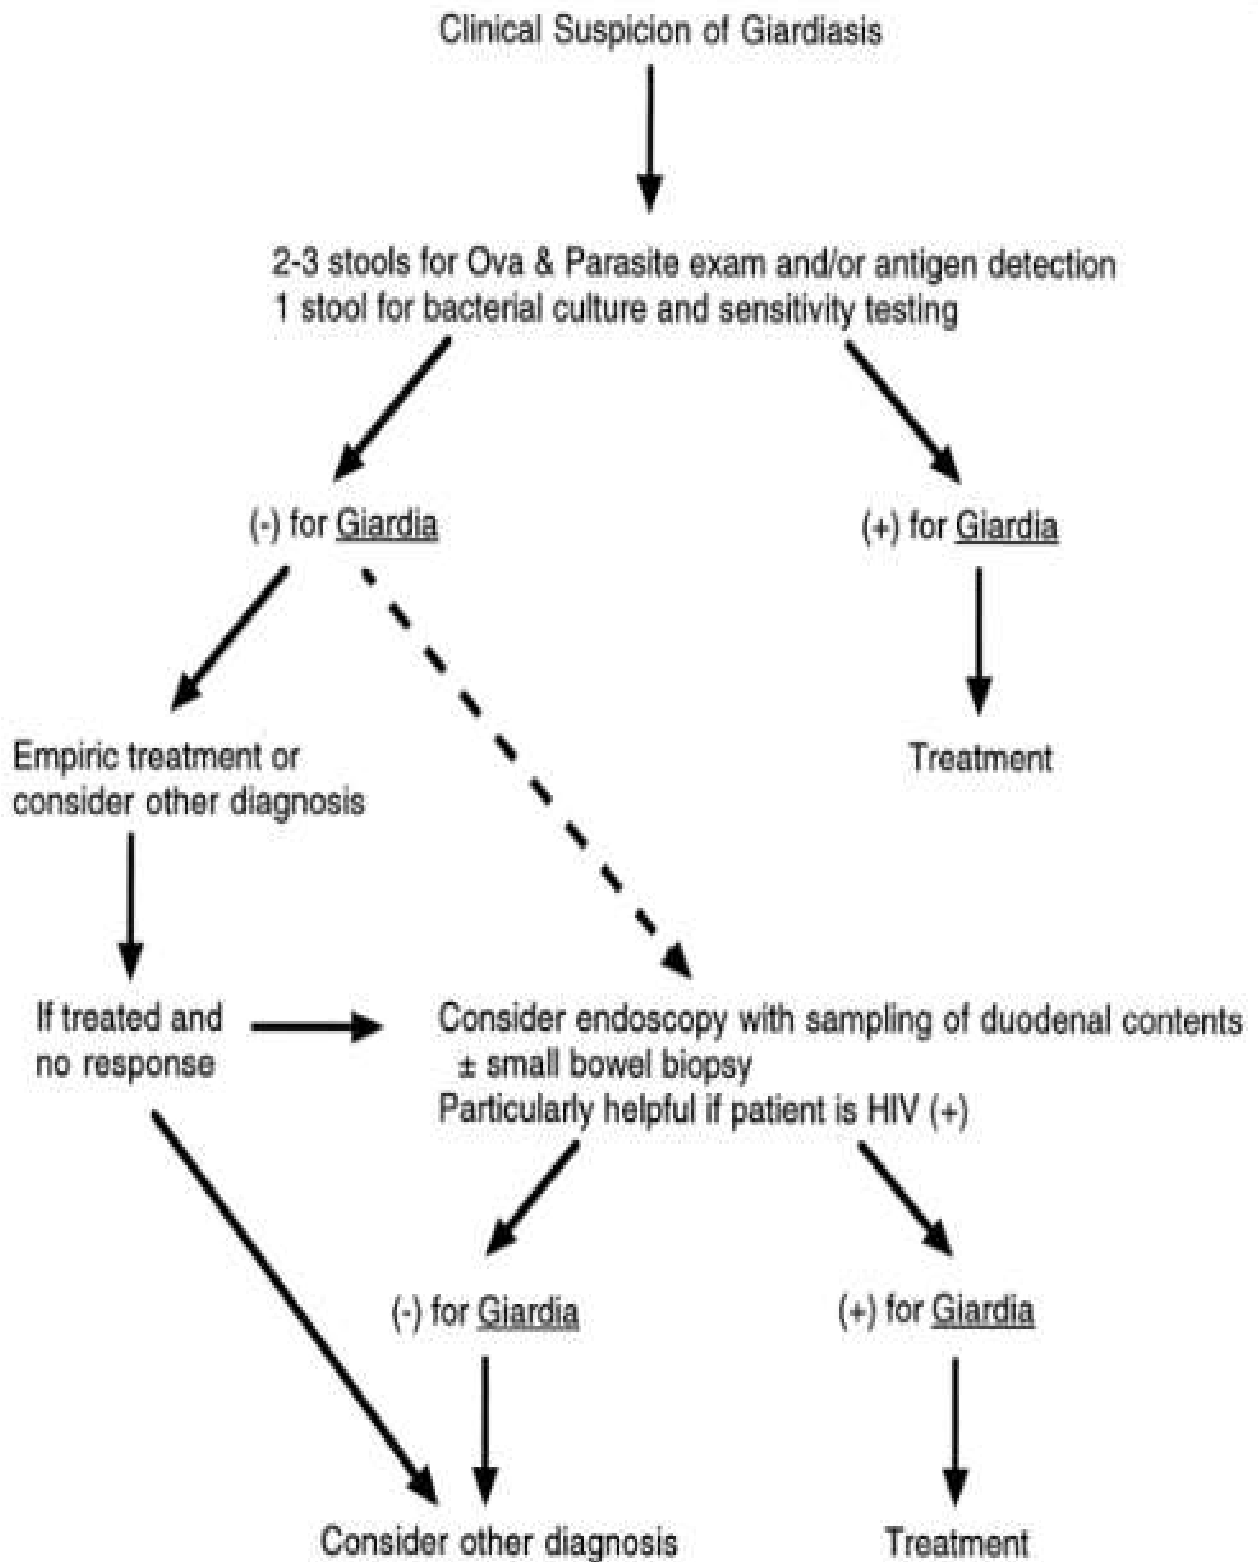 Clinical Suspicion of Giardiasis
2-3 stools for Ova & Parasite exam and/or antigen detection
1 stool for bacterial culture and sensitivity testing
(-) for Giardia
(+) for Giardia
Empiric treatment or
consider other diagnosis
Treatment
If treated and
no response
Consider endoscopy with sampling of duodenal contents
± small bowel biopsy
Particularly helpful if patient is HIV (+)
(-) for Giardia
(+) for Giardia
Consider other diagnosis
Treatment